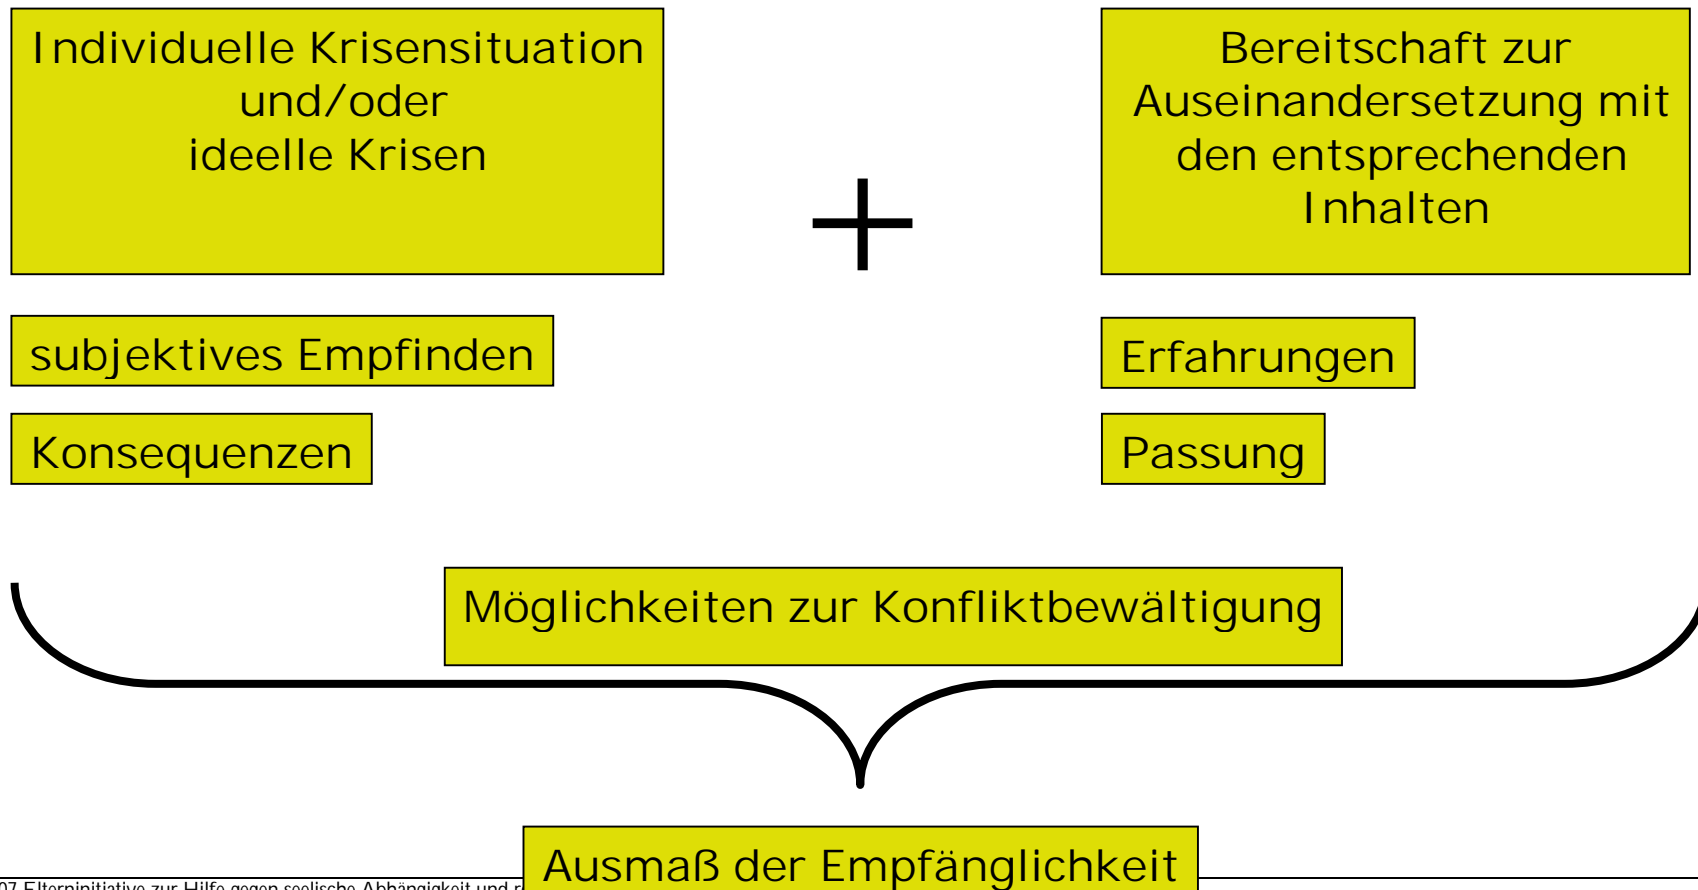 Individuelle Krisensituation
und/oder
ideelle Krisen
Bereitschaft zur
Auseinandersetzung mit
den entsprechenden
Inhalten
+
subjektives Empfinden
Konsequenzen
Erfahrungen
Passung
Möglichkeiten zur Konfliktbewältigung
Ausmaß der Empfänglichkeit
07 Elterninitiative zur Hilfe gegen seelische Abhängigkeit und